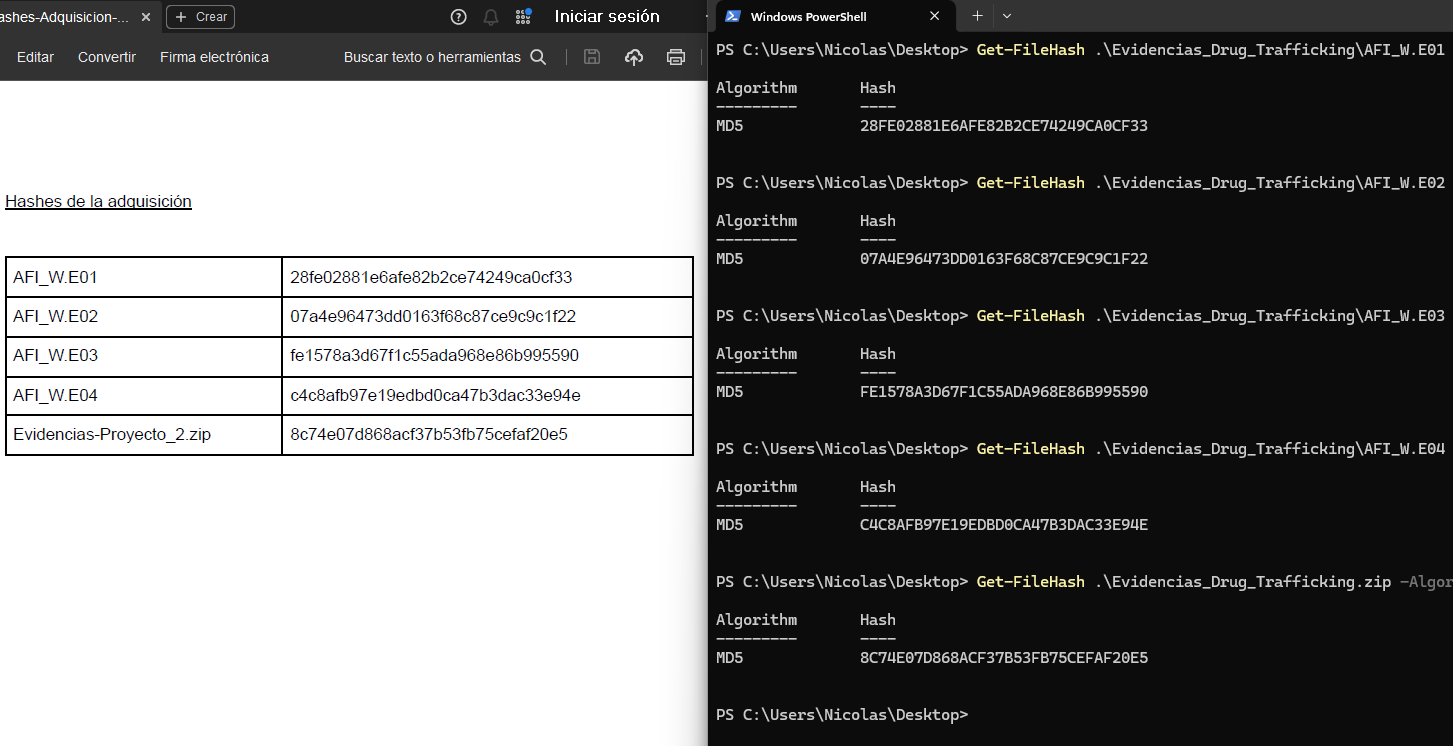 ashes-Adquisicion-...
Crear
Iniciar sesión
Editar Convertir Firma electrónica Buscar texto o herramientas
Hashes de la adquisición
AFI_W.E01 28fe02881e6afe82b2ce74249ca0cf33
AFI_W.E02 07a4e96473dd0163f68c87ce9c9c1f22
AFI_W.E03 fe1578a3d67f1c55ada968e86b995590
AFI_W.E04 c4c8afb97e19edbd0ca47b3dac33e94e
Evidencias-Proyecto_2.zip 8c74e07d868acf37b53fb75cefaf20e5
Windows PowerShell
PS C:\Users\Nicolas\Desktop> Get-FileHash .\Evidencias_Drug_Trafficking\AFI_W.E01
Algorithm Hash
--------- ----
MD5 28FE02881E6AFE82B2CE74249CA0CF33
PS C:\Users\Nicolas\Desktop> Get-FileHash .\Evidencias_Drug_Trafficking\AFI_W.E02
Algorithm Hash
--------- ----
MD5 07A4E96473DD0163F68C87CE9C9C1F22
PS C:\Users\Nicolas\Desktop> Get-FileHash .\Evidencias_Drug_Trafficking\AFI_W.E03
Algorithm Hash
--------- ----
MD5 FE1578A3D67F1C55ADA968E86B995590
PS C:\Users\Nicolas\Desktop> Get-FileHash .\Evidencias_Drug_Trafficking\AFI_W.E04
Algorithm Hash
--------- ----
MD5 C4C8AFB97E19EDBD0CA47B3DAC33E94E
PS C:\Users\Nicolas\Desktop> Get-FileHash .\Evidencias_Drug_Trafficking.zip -Algor
Algorithm Hash
--------- ----
MD5 8C74E07D868ACF37B53FB75CEFAF20E5
PS C:\Users\Nicolas\Desktop>